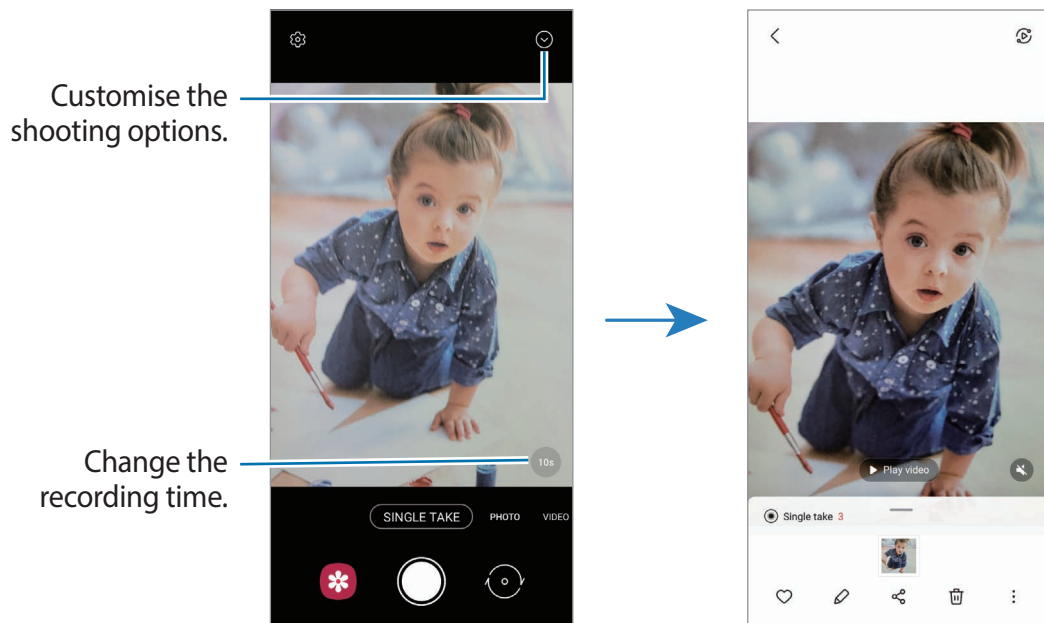 Customise the
shooting options.
Change the
recording time.
10s
SINGLE TAKE PHOTO VIDEO
Play video
Single take 3